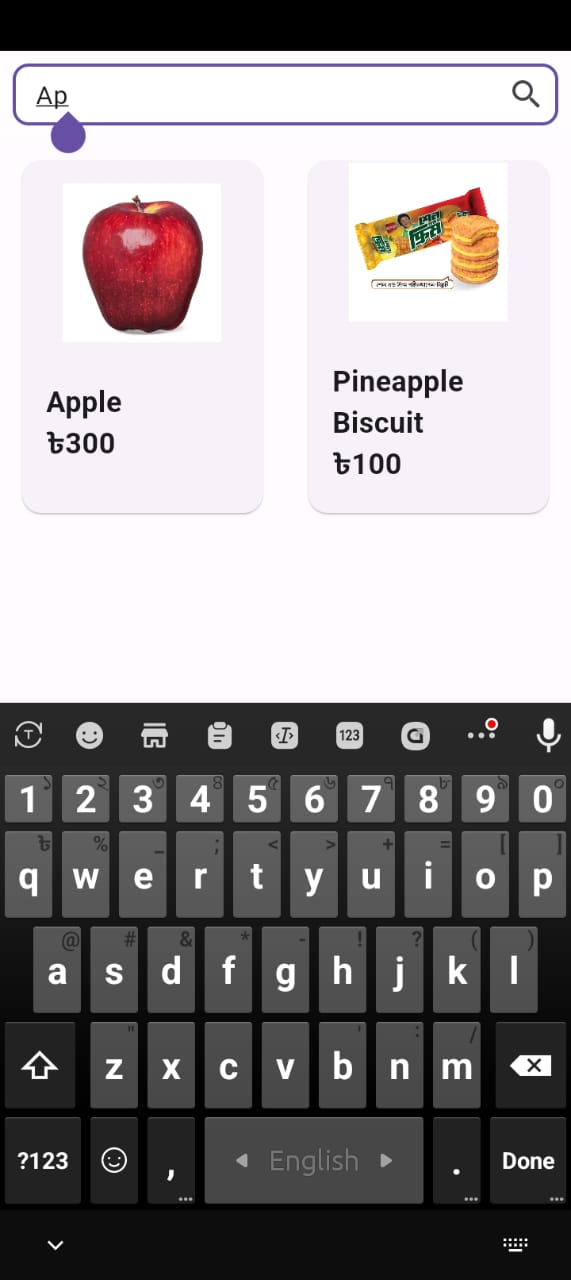 Ap
Apple
৳300
Pineapple
Biscuit
৳100
123
1 2 3 4 5 6 7 8 9 0
q w e r t y u i o p
a s d f g h j k l
z x c v b n m
?123 , English . Done